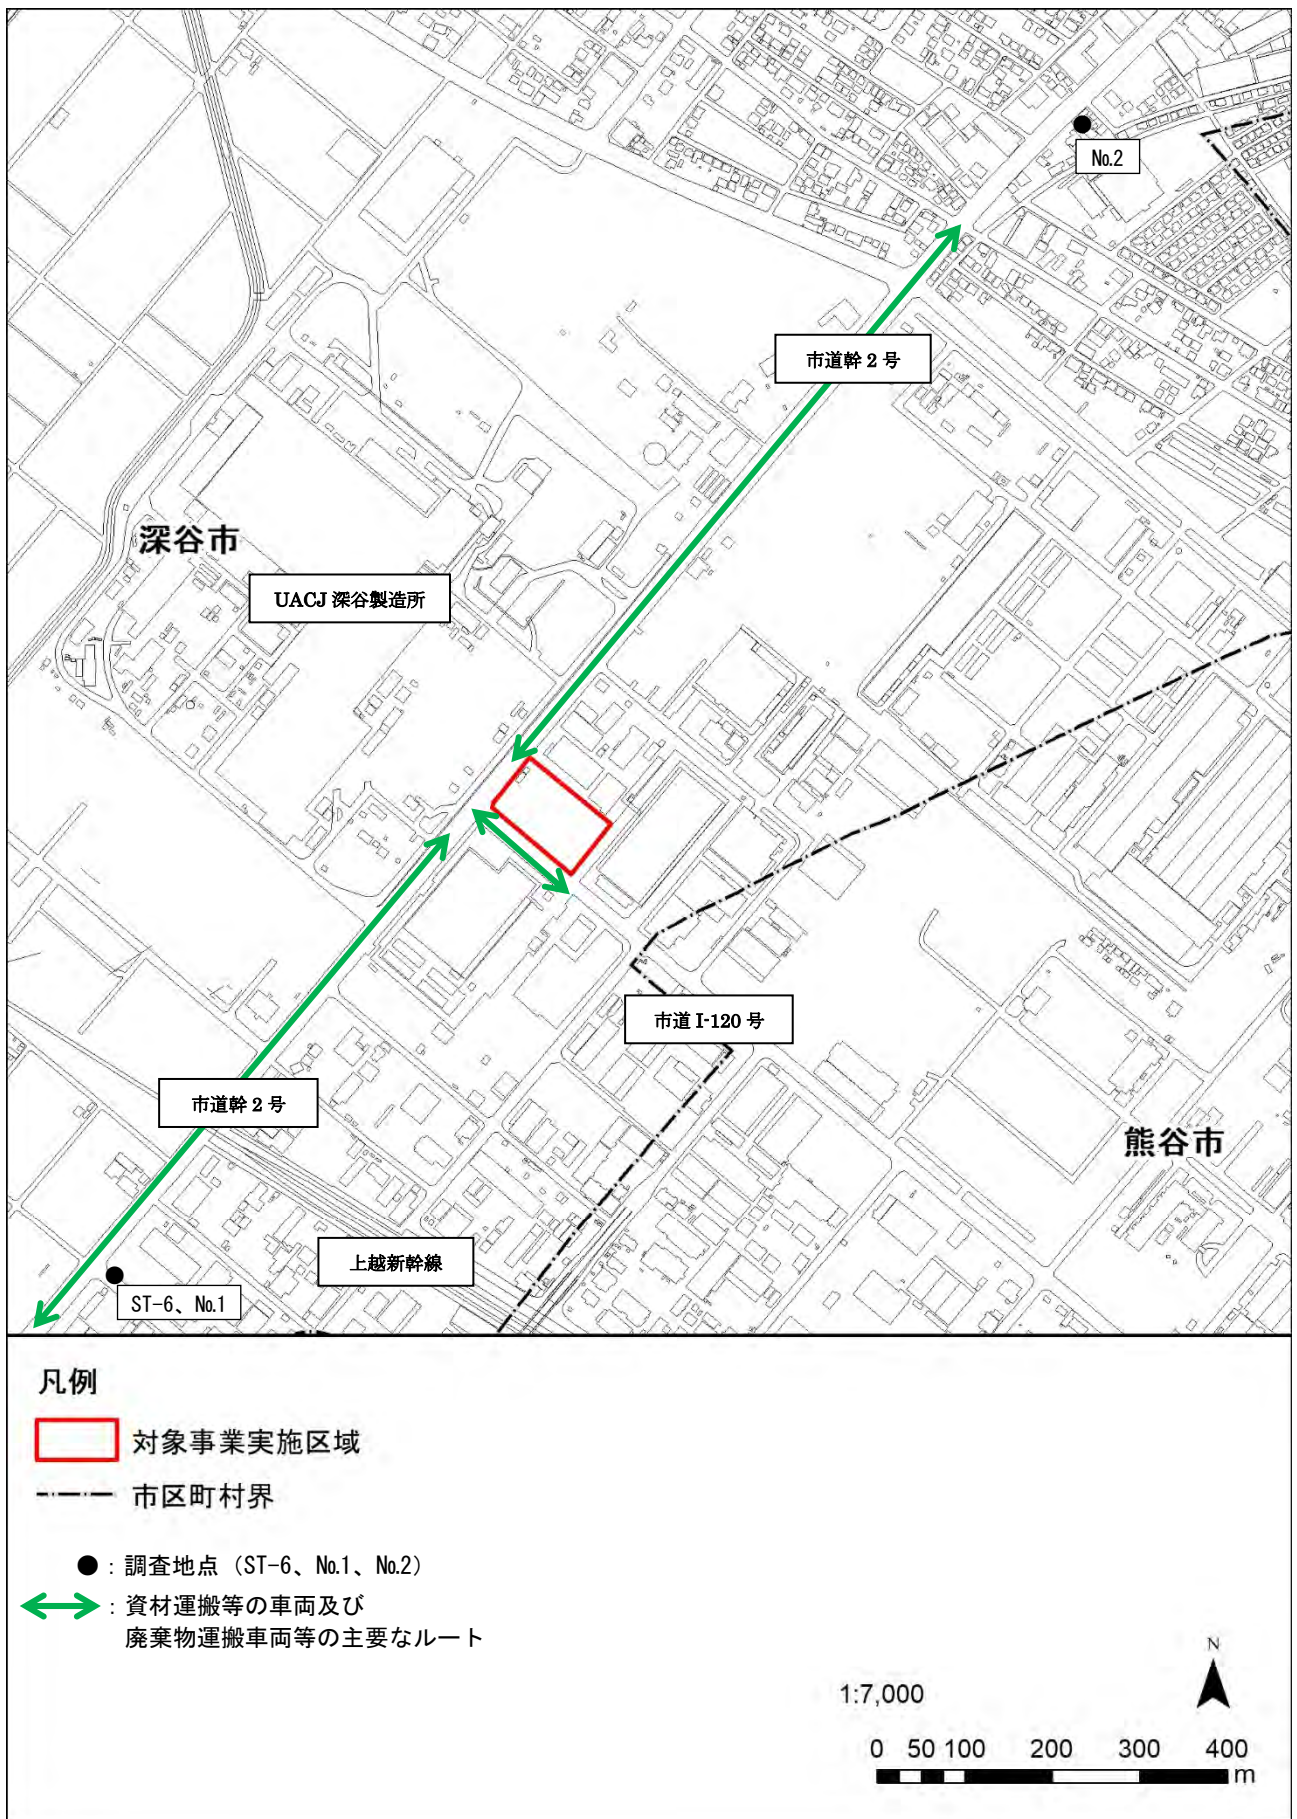 No.2
市道幹 2 号
深谷市
UACJ 深谷製造所
市道 I-120 号
市道幹 2 号
熊谷市
上越新幹線
ST-6、No.1
凡例
対象事業実施区域
市区町村界
●：調査地点（ST-6、No.1、No.2）
：資材運搬等の車両及び
廃棄物運搬車両等の主要なルート
N
1:7,000
0 50 100 200 300 400
m